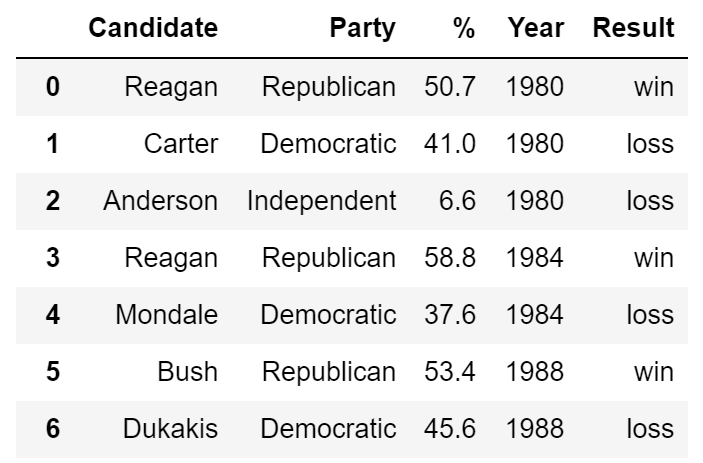 Candidate Party % Year Result
0 Reagan Republican 50.7 1980 win
1 Carter Democratic 41.0 1980 loss
2 Anderson Independent 6.6 1980 loss
3 Reagan Republican 58.8 1984 win
4 Mondale Democratic 37.6 1984 loss
5 Bush Republican 53.4 1988 win
6 Dukakis Democratic 45.6 1988 loss